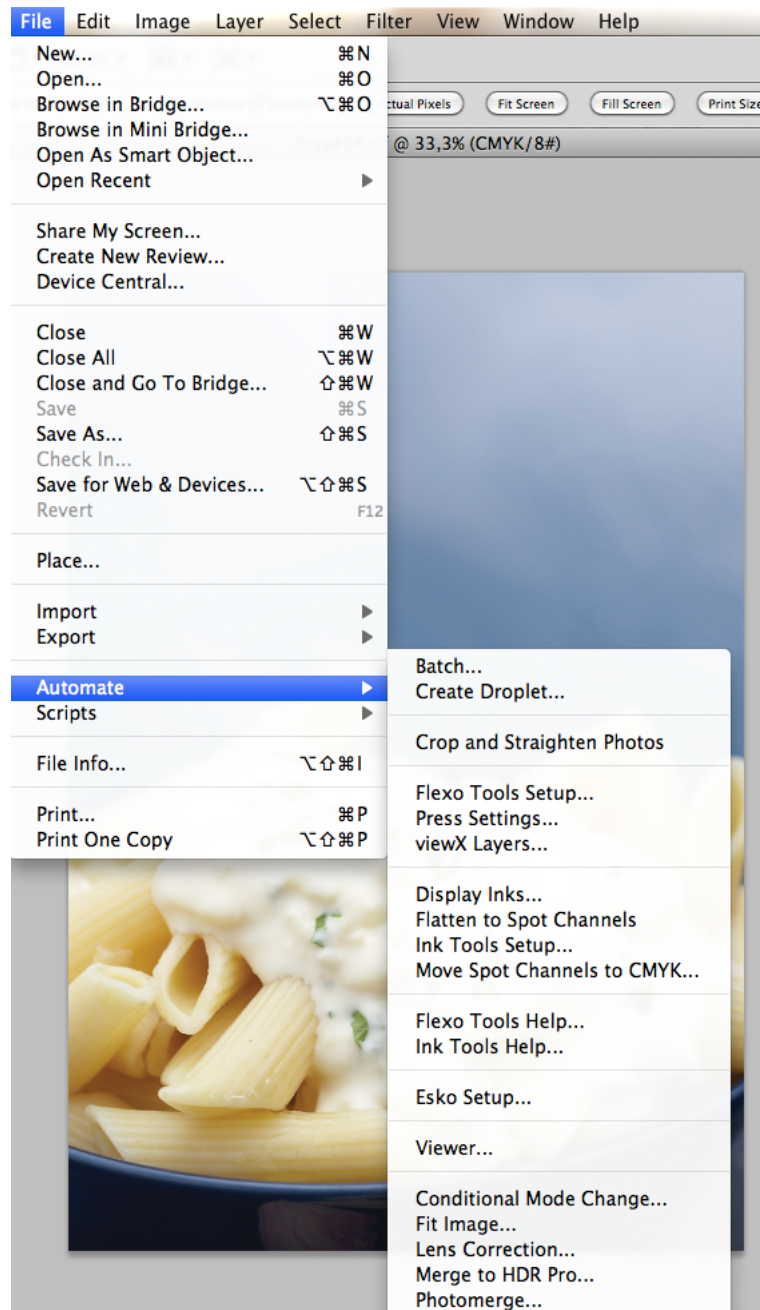 File Edit Image Layer Select Filter View Window Help
New... ⌘N
Open... ⌘O
Browse in Bridge... ⌥⌘O
Browse in Mini Bridge...
Open As Smart Object...
Open Recent ▶
Share My Screen...
Create New Review...
Device Central...
Close ⌘W
Close All ⌥⌘W
Close and Go To Bridge... ⇧⌘W
Save ⌘S
Save As... ⇧⌘S
Check In...
Save for Web & Devices... ⌥⇧⌘S
Revert F12
Place...
Import ▶
Export ▶
Automate ▶
Scripts ▶
File Info... ⌥⇧⌘I
Print... ⌘P
Print One Copy ⌥⇧⌘P
ctual Pixels Fit Screen Fill Screen Print Size
@ 33,3% (CMYK/8#)
Batch...
Create Droplet...
Crop and Straighten Photos
Flexo Tools Setup...
Press Settings...
viewX Layers...
Display Inks...
Flatten to Spot Channels
Ink Tools Setup...
Move Spot Channels to CMYK...
Flexo Tools Help...
Ink Tools Help...
Esko Setup...
Viewer...
Conditional Mode Change...
Fit Image...
Lens Correction...
Merge to HDR Pro...
Photomerge...